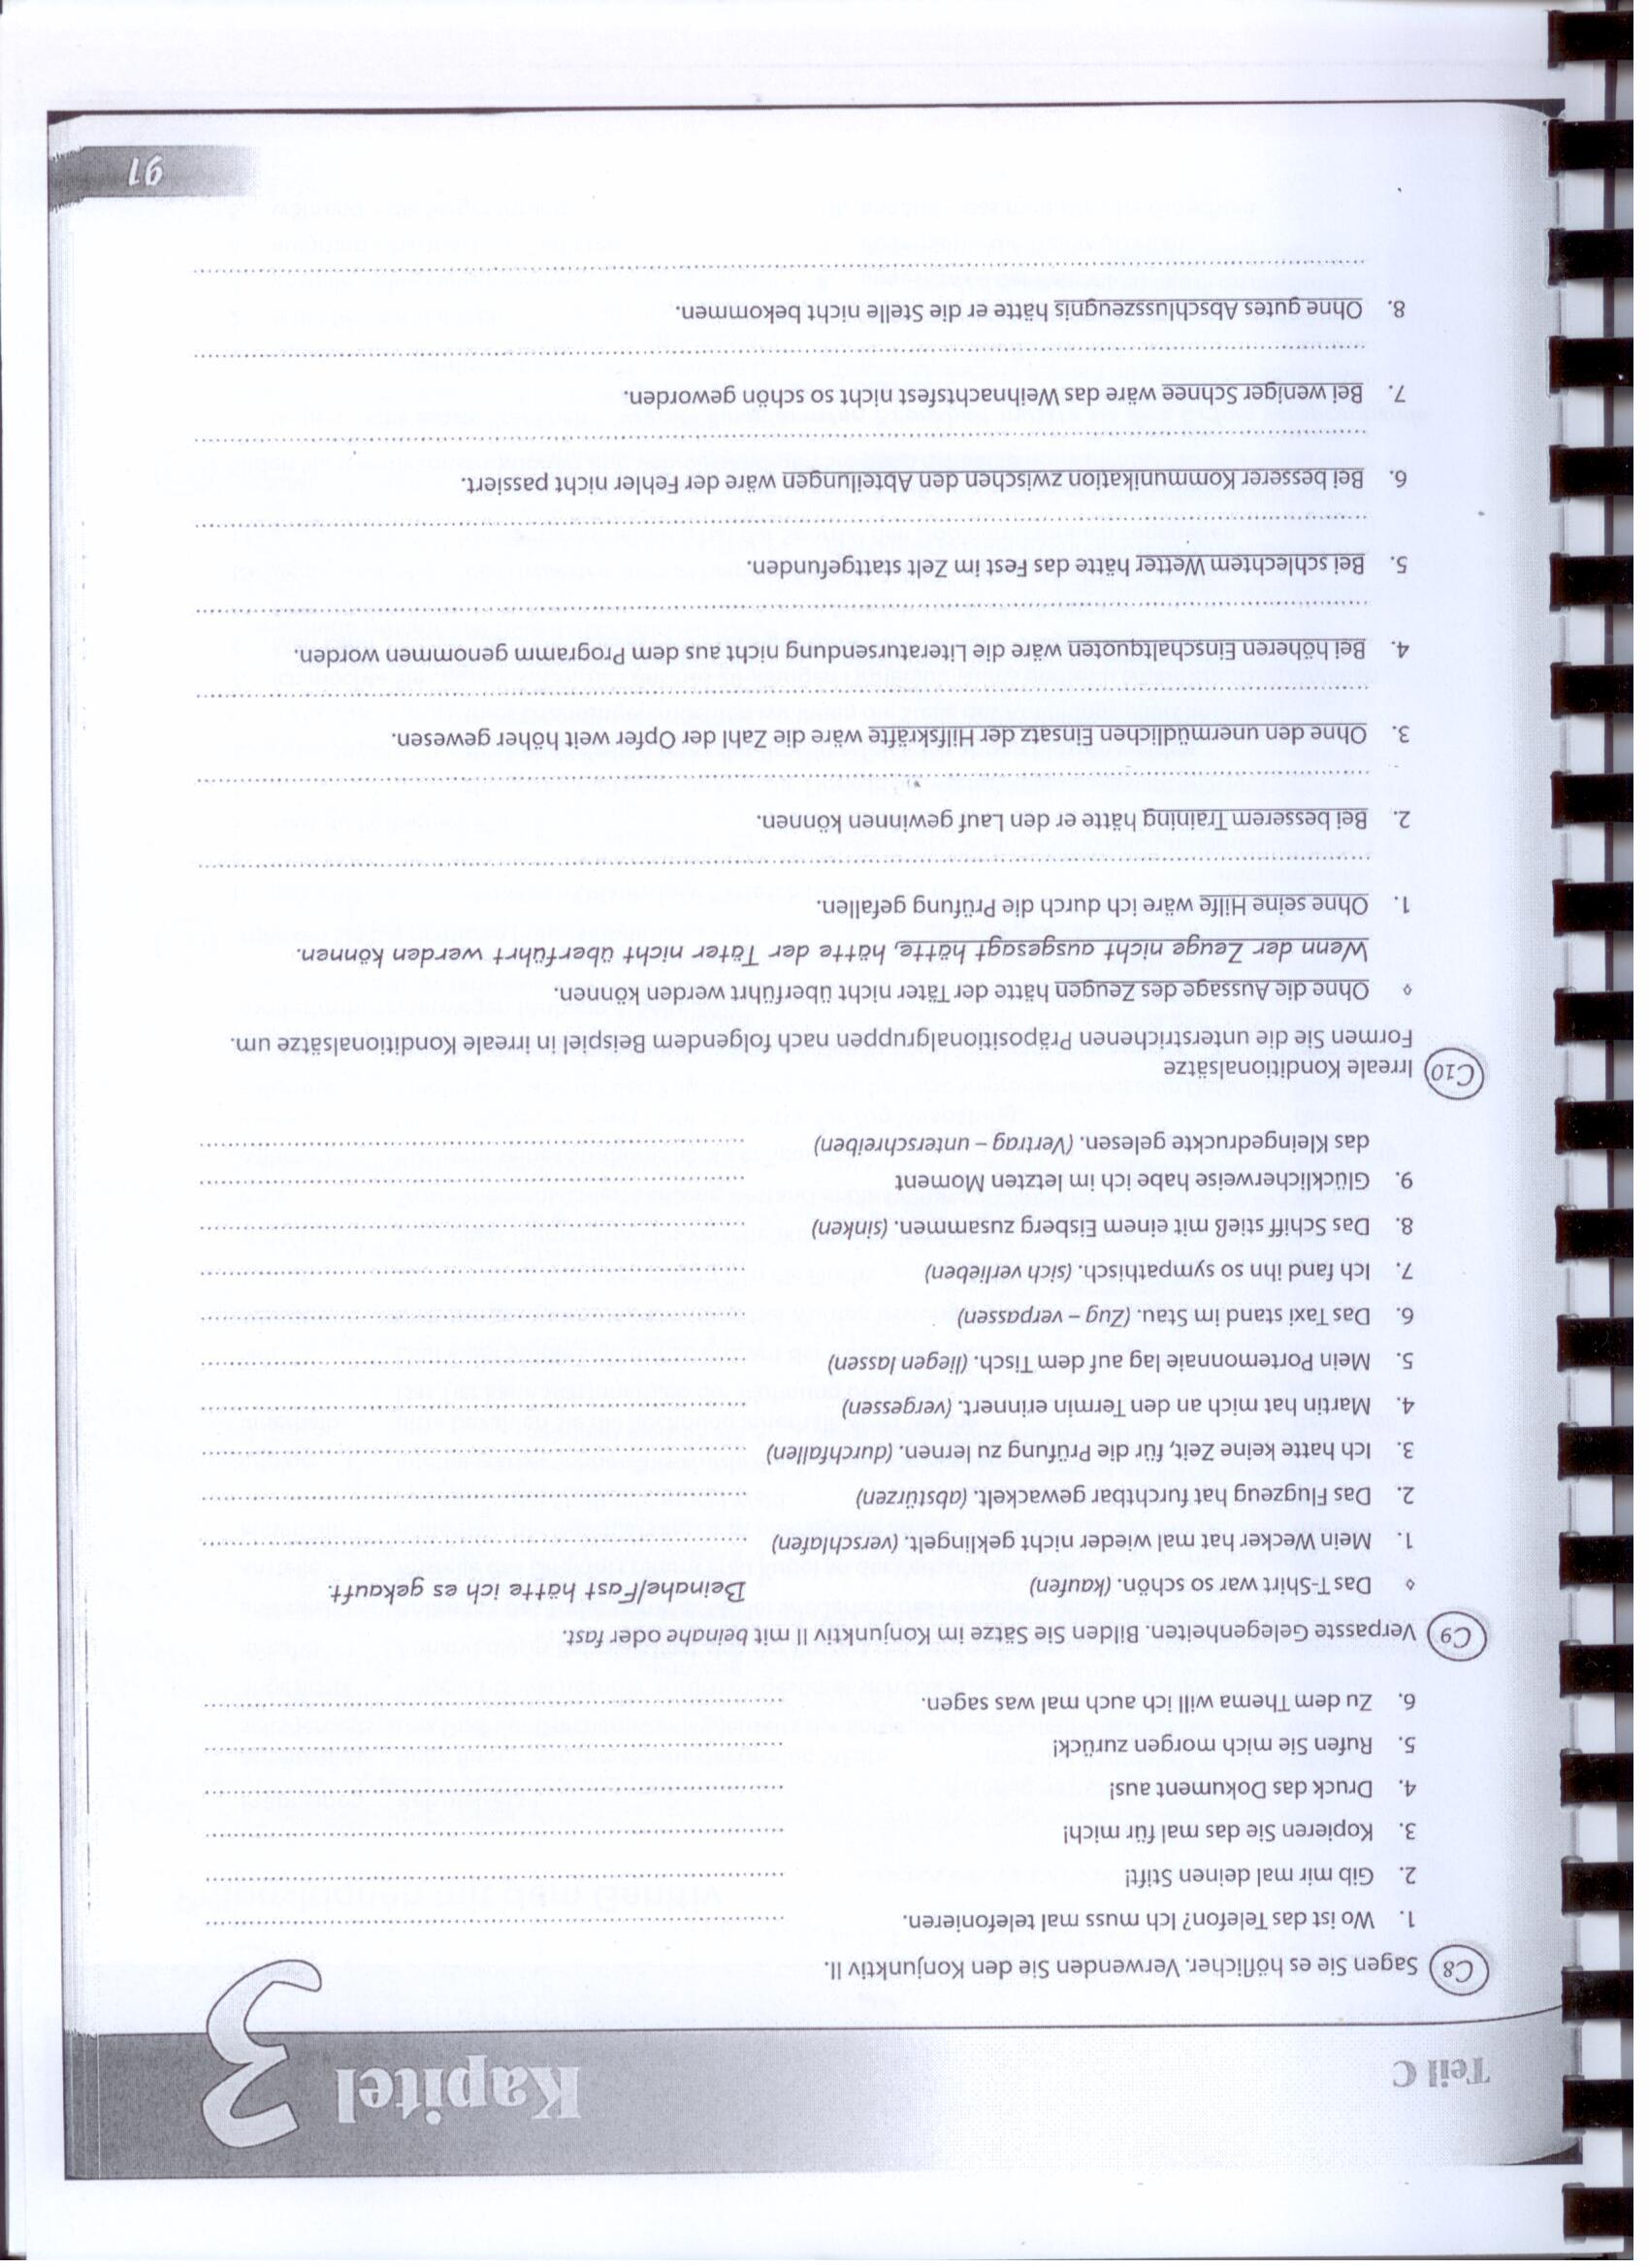 Teil C
Kapitel 3
C8 Sagen Sie es höflicher. Verwenden Sie den Konjunktiv II.
1. Wo ist das Telefon? Ich muss mal telefonieren.
2. Gib mir mal deinen Stift!
3. Kopieren Sie das mal für mich!
4. Druck das Dokument aus!
5. Rufen Sie mich morgen zurück!
6. Zu dem Thema will ich auch mal was sagen.
C9 Verpasste Gelegenheiten. Bilden Sie Sätze im Konjunktiv II mit beinahe oder fast.
◊ Das T-Shirt war so schön. (kaufen) Beinahe/Fast hätte ich es gekauft.
1. Mein Wecker hat mal wieder nicht geklingelt. (verschlafen)
2. Das Flugzeug hat furchtbar gewackelt. (abstürzen)
3. Ich hatte keine Zeit, für die Prüfung zu lernen. (durchfallen)
4. Martin hat mich an den Termin erinnert. (vergessen)
5. Mein Portemonnaie lag auf dem Tisch. (liegen lassen)
6. Das Taxi stand im Stau. (Zug – verpassen)
7. Ich fand ihn so sympathisch. (sich verlieben)
8. Das Schiff stieß mit einem Eisberg zusammen. (sinken)
9. Glücklicherweise habe ich im letzten Moment
das Kleingedruckte gelesen. (Vertrag – unterschreiben)
C10 Irreale Konditionalsätze
Formen Sie die unterstrichenen Präpositionalgruppen nach folgendem Beispiel in irreale Konditionalsätze um.
◊ Ohne die Aussage des Zeugen hätte der Täter nicht überführt werden können.
Wenn der Zeuge nicht ausgesagt hätte, hätte der Täter nicht überführt werden können.
1. Ohne seine Hilfe wäre ich durch die Prüfung gefallen.
2. Bei besserem Training hätte er den Lauf gewinnen können.
3. Ohne den unermüdlichen Einsatz der Hilfskräfte wäre die Zahl der Opfer weit höher gewesen.
4. Bei höheren Einschaltquoten wäre die Literatursendung nicht aus dem Programm genommen worden.
5. Bei schlechtem Wetter hätte das Fest im Zelt stattgefunden.
6. Bei besserer Kommunikation zwischen den Abteilungen wäre der Fehler nicht passiert.
7. Bei weniger Schnee wäre das Weihnachtsfest nicht so schön geworden.
8. Ohne gutes Abschlusszeugnis hätte er die Stelle nicht bekommen.
91